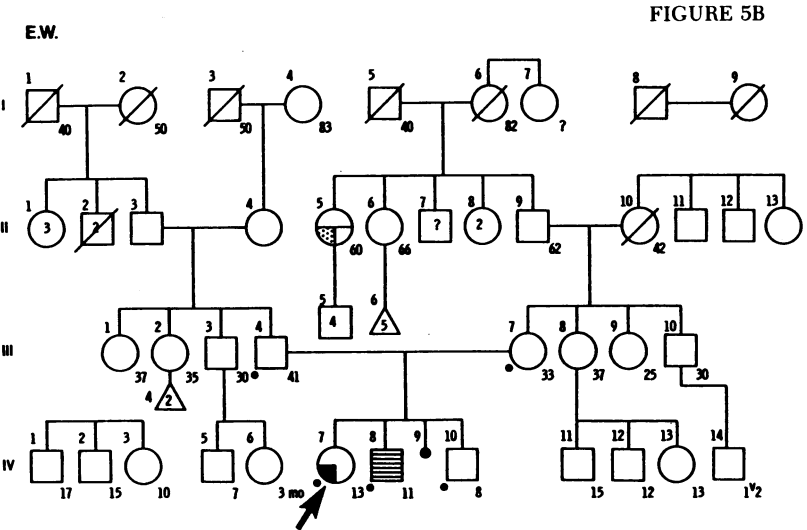 FIGURE 5B
E.W.
1 2 3 4 5 6 7 8 9
I
40 50 50 83 40 82 ? 
1 2 3 4 5 6 7 8 9 10 11 12 13
II
3 2 ? 2
60 66 62 42
5 6
4 5
1 2 3 4 7 8 9 10
III
37 35 30 41 33 37 25 30
4 2
1 2 3 5 6 7 8 9 10 11 12 13 14
IV
17 15 10 7 3 mo 13 11 8 15 12 13 1 v2